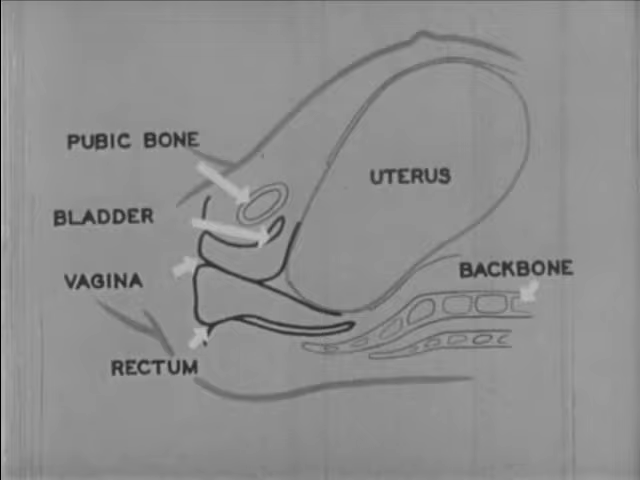 PUBIC BONE
UTERUS
BLADDER
BACKBONE
VAGINA
RECTUM